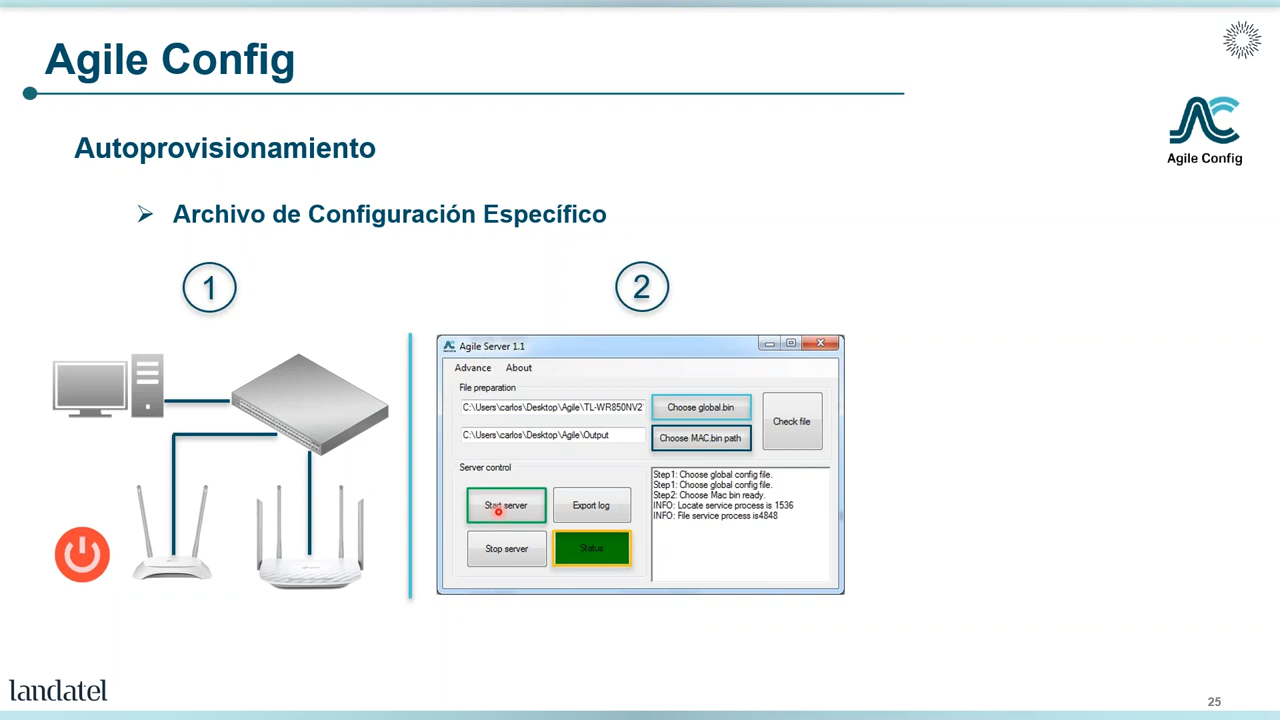 Agile Config
Agile Config
Autoprovisionamiento
Archivo de Configuración Específico
1
2
Agile Server 1.1
Advance About
File preparation
C:\Users\carlos\Desktop\Agile\TL-WR850NV2
Choose global.bin
Check file
C:\Users\carlos\Desktop\Agile\Output
Choose MAC.bin path
Server control
Start server
Export log
Stop server
Status
Step1: Choose global config file.
Step1: Choose global config file.
Step2: Choose Mac bin ready.
INFO: Locate service process is 1536
INFO: File service process is4848
landatel
25